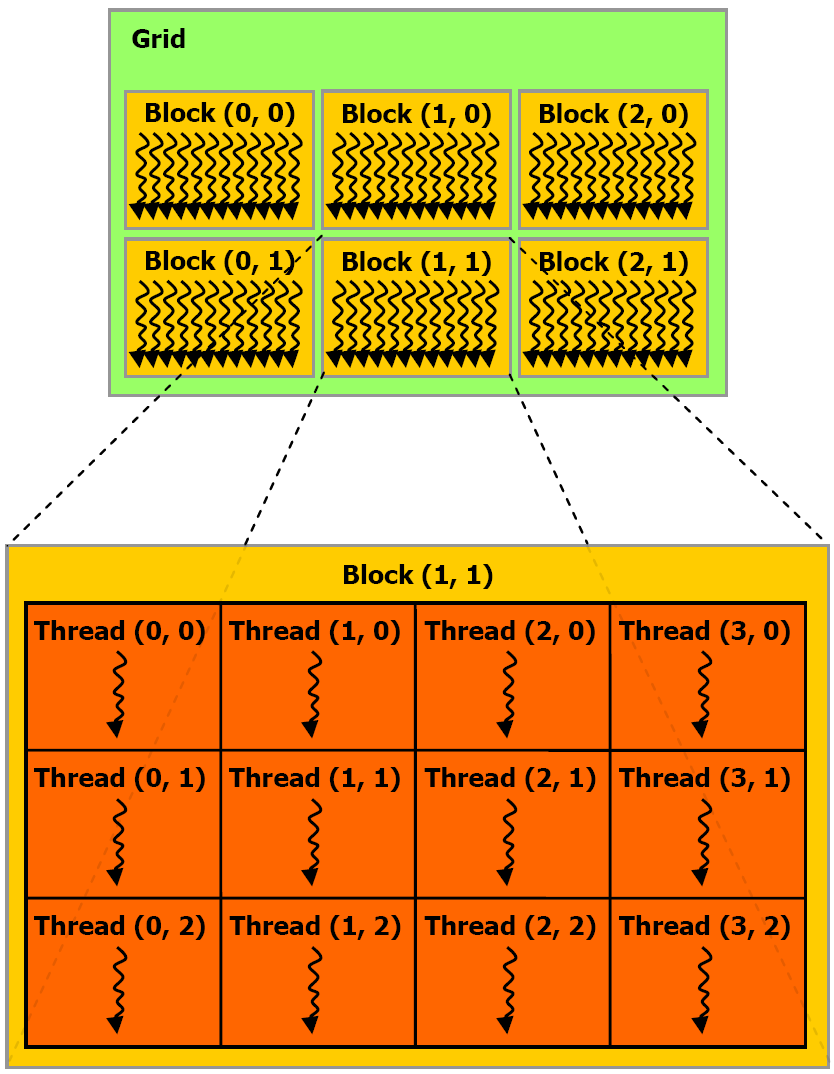 Grid
Block (0, 0) Block (1, 0) Block (2, 0)
Block (0, 1) Block (1, 1) Block (2, 1)
Block (1, 1)
Thread (0, 0) Thread (1, 0) Thread (2, 0) Thread (3, 0)
Thread (0, 1) Thread (1, 1) Thread (2, 1) Thread (3, 1)
Thread (0, 2) Thread (1, 2) Thread (2, 2) Thread (3, 2)